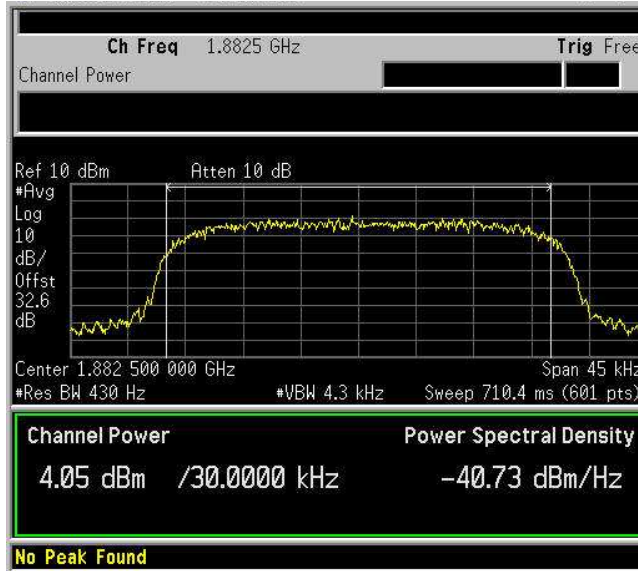 Ch Freq 1.8825 GHz Trig Free
Channel Power
Ref 10 dBm Atten 10 dB
#Avg
Log
10
dB/
Offst
32.6
dB
Center 1.882 500 000 GHz Span 45 kHz
#Res BW 430 Hz #VBW 4.3 kHz Sweep 710.4 ms (601 pts)
Channel Power Power Spectral Density
4.05 dBm /30.0000 kHz -40.73 dBm/Hz
No Peak Found